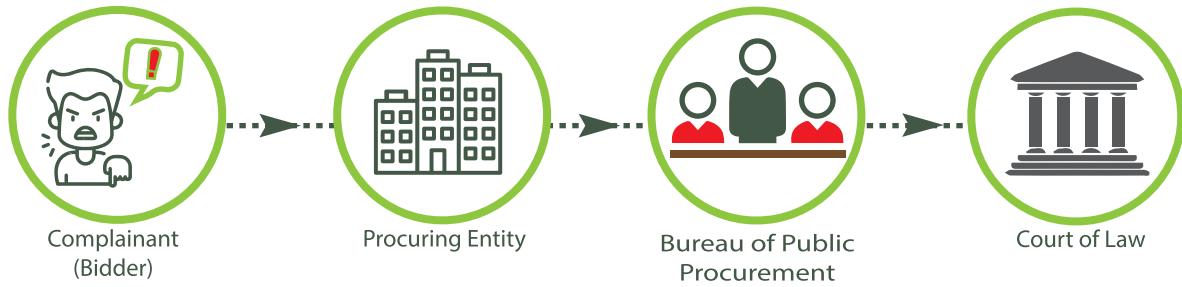 Complainant
(Bidder)
Procuring Entity
Bureau of Public
Procurement
Court of Law